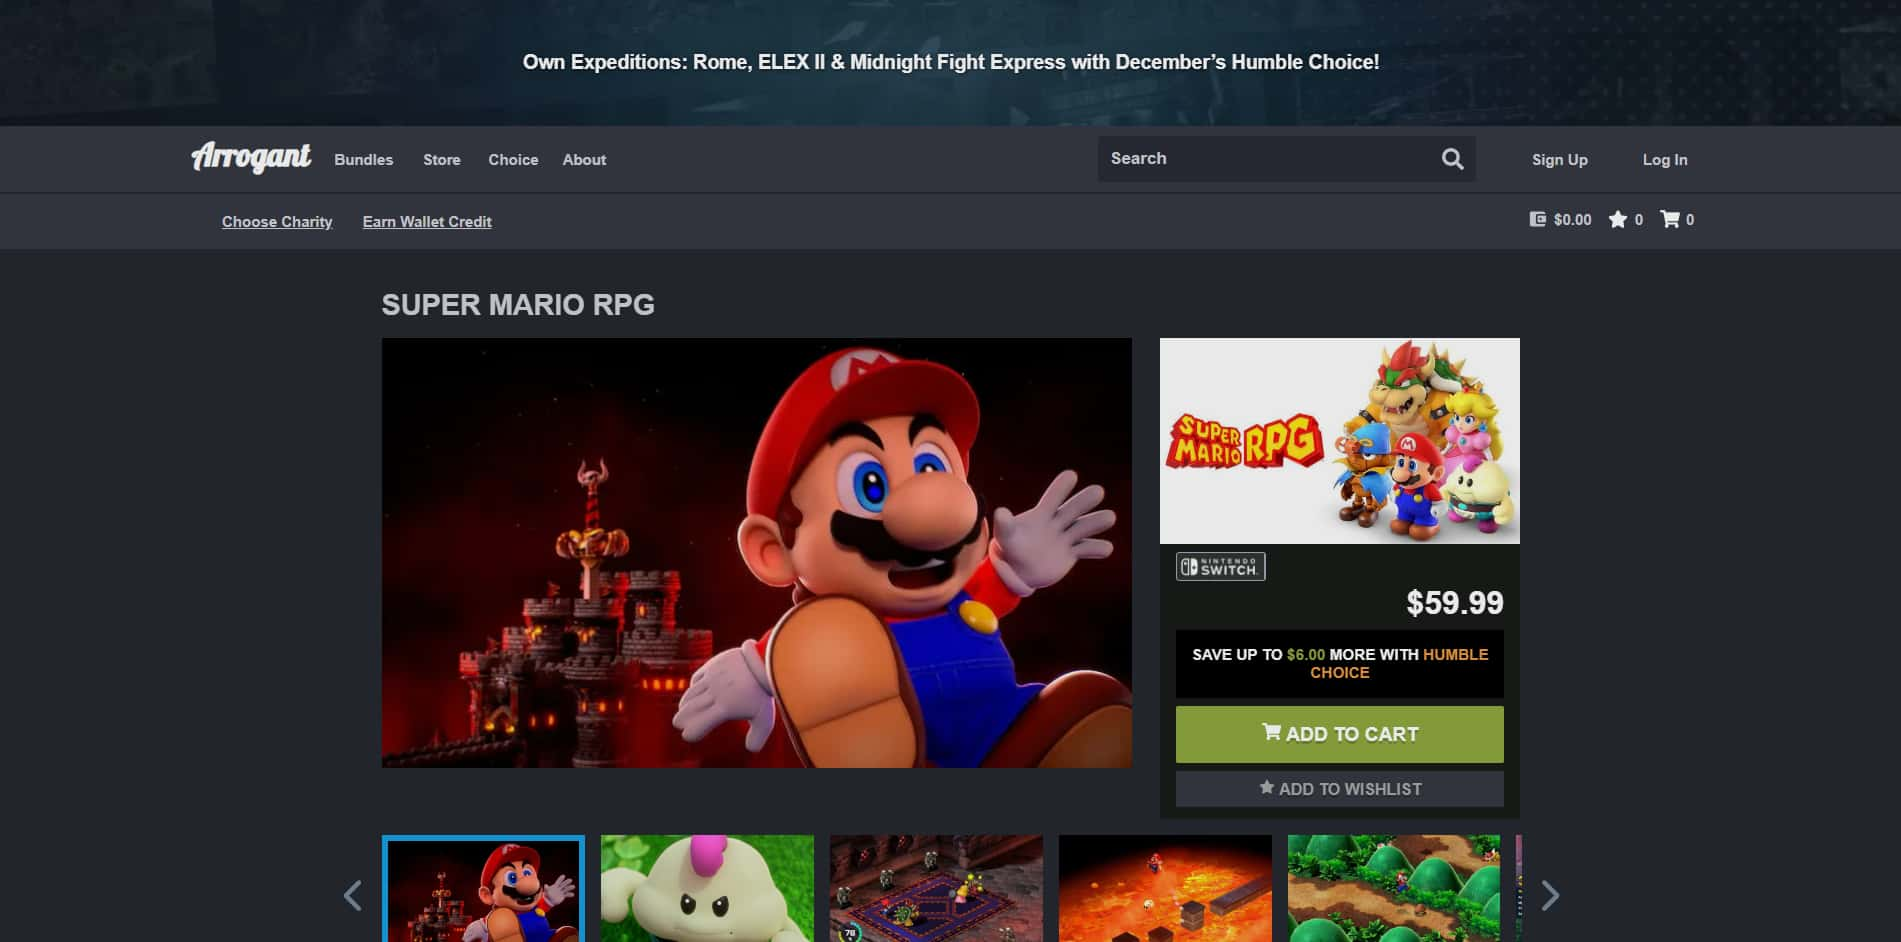 Own Expeditions: Rome, ELEX II & Midnight Fight Express with December’s Humble Choice!
Arrogant
Bundles
Store
Choice
About
Search
Sign Up
Log In
Choose Charity
Earn Wallet Credit
$0.00
0
0
SUPER MARIO RPG
SUPER
MARIO RPG
NINTENDO
SWITCH
$59.99
SAVE UP TO $6.00 MORE WITH HUMBLE
CHOICE
ADD TO CART
ADD TO WISHLIST